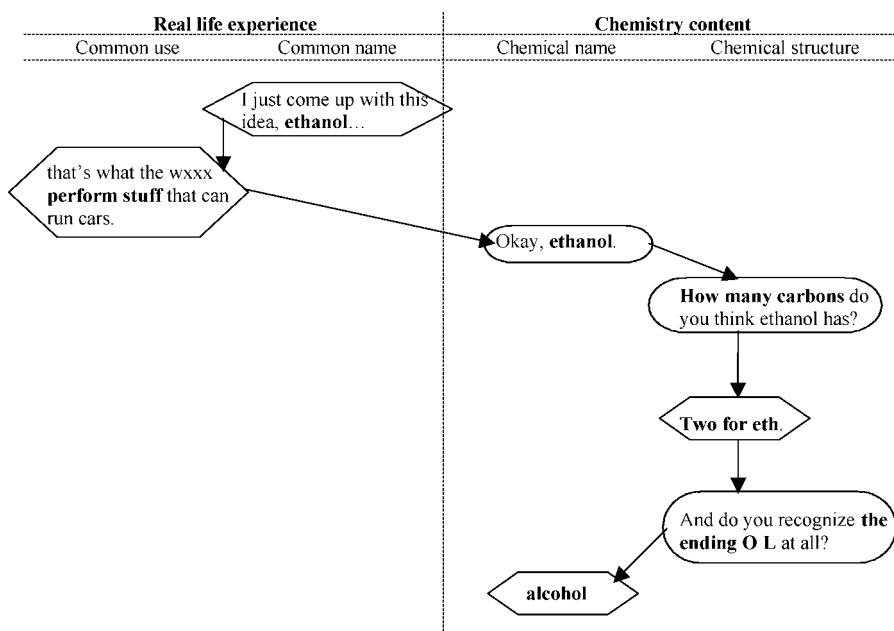 Real life experience Chemistry content
Common use Common name Chemical name Chemical structure
I just come up with this
idea, ethanol…
that's what the wxxx
perform stuff that can
run cars.
Okay, ethanol.
How many carbons do
you think ethanol has?
Two for eth.
And do you recognize the
ending O L at all?
alcohol